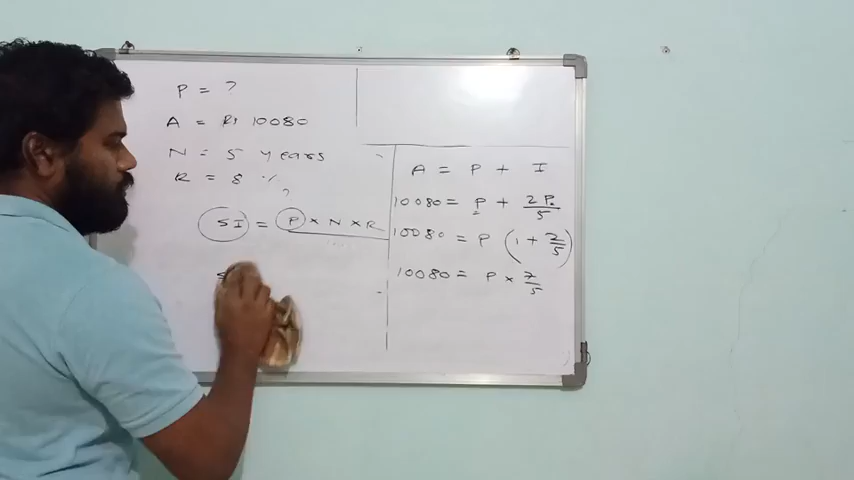 P = ?
A = Rs 10080
N = 5 years
R = 8 %
?
SI = P × N × R
A = P + I
10080 = P + 2P/5
10080 = P (1 + 2/5)
10080 = P × 7/5